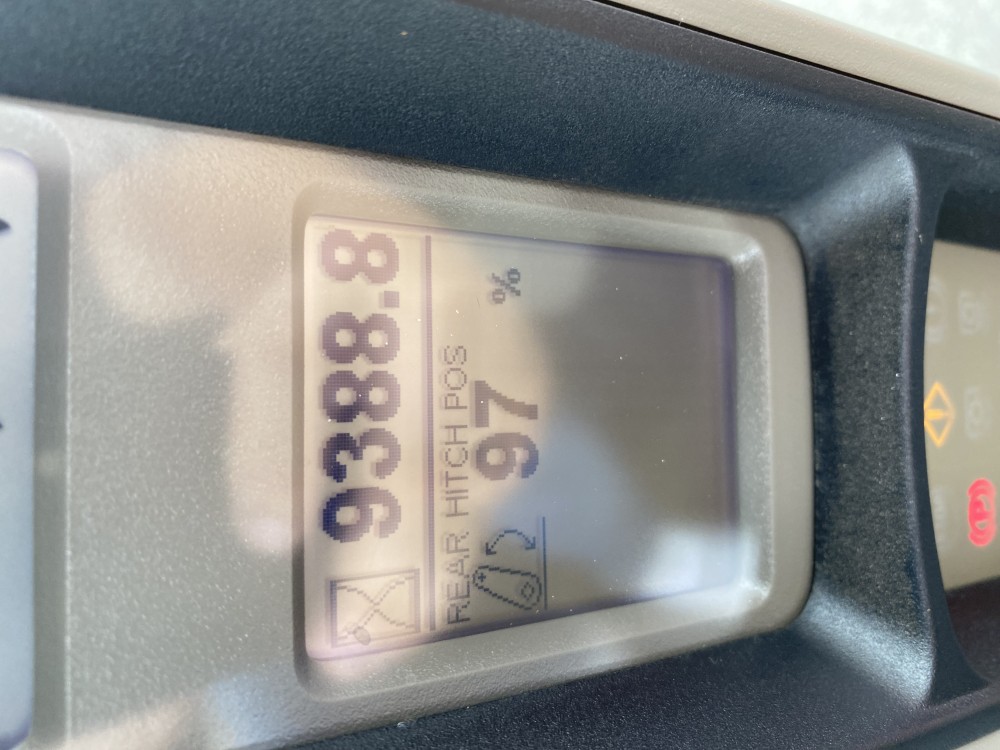 9388.8
REAR HITCH POS
97 %
(P)